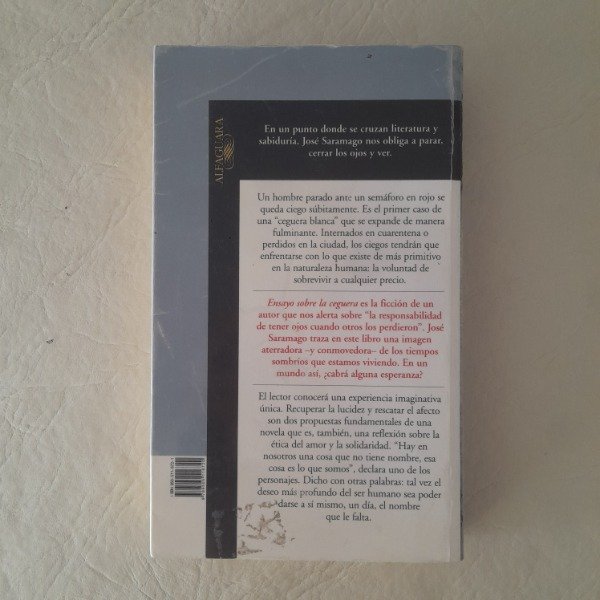 En un punto donde se cruzan literatura y
sabiduría, José Saramago nos obliga a parar,
cerrar los ojos y ver.
ALFAGUARA
Un hombre parado ante un semáforo en rojo se
queda ciego súbitamente. Es el primer caso de
una “ceguera blanca” que se expande de manera
fulminante. Internados en cuarentena o
perdidos en la ciudad, los ciegos tendrán que
enfrentarse con lo que existe de más primitivo
en la naturaleza humana: la voluntad de
sobrevivir a cualquier precio.
Ensayo sobre la ceguera es la ficción de un
autor que nos alerta sobre “la responsabilidad
de tener ojos cuando otros los perdieron”. José
Saramago traza en este libro una imagen
aterradora –y conmovedora– de los tiempos
sombríos que estamos viviendo. En un
mundo así, ¿cabrá alguna esperanza?
El lector conocerá una experiencia imaginativa
única. Recuperar la lucidez y rescatar el afecto
son dos propuestas fundamentales de una
novela que es, también, una reflexión sobre la
ética del amor y la solidaridad. “Hay en
nosotros una cosa que no tiene nombre, esa
cosa es lo que somos”, declara uno de los
personajes. Dicho con otras palabras: tal vez el
deseo más profundo del ser humano sea poder
darse a sí mismo, un día, el nombre
que le falta.